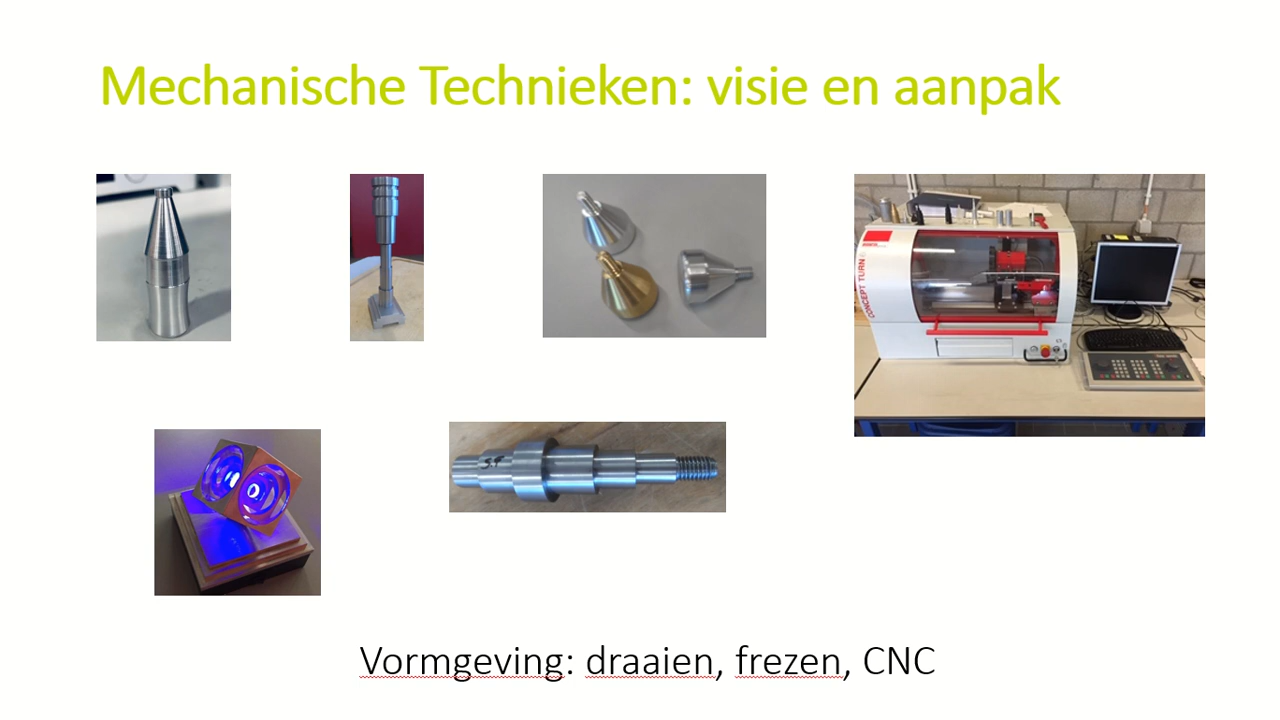 Mechanische Technieken: visie en aanpak
CONCEPT TURN
S.T
Vormgeving: draaien, frezen, CNC